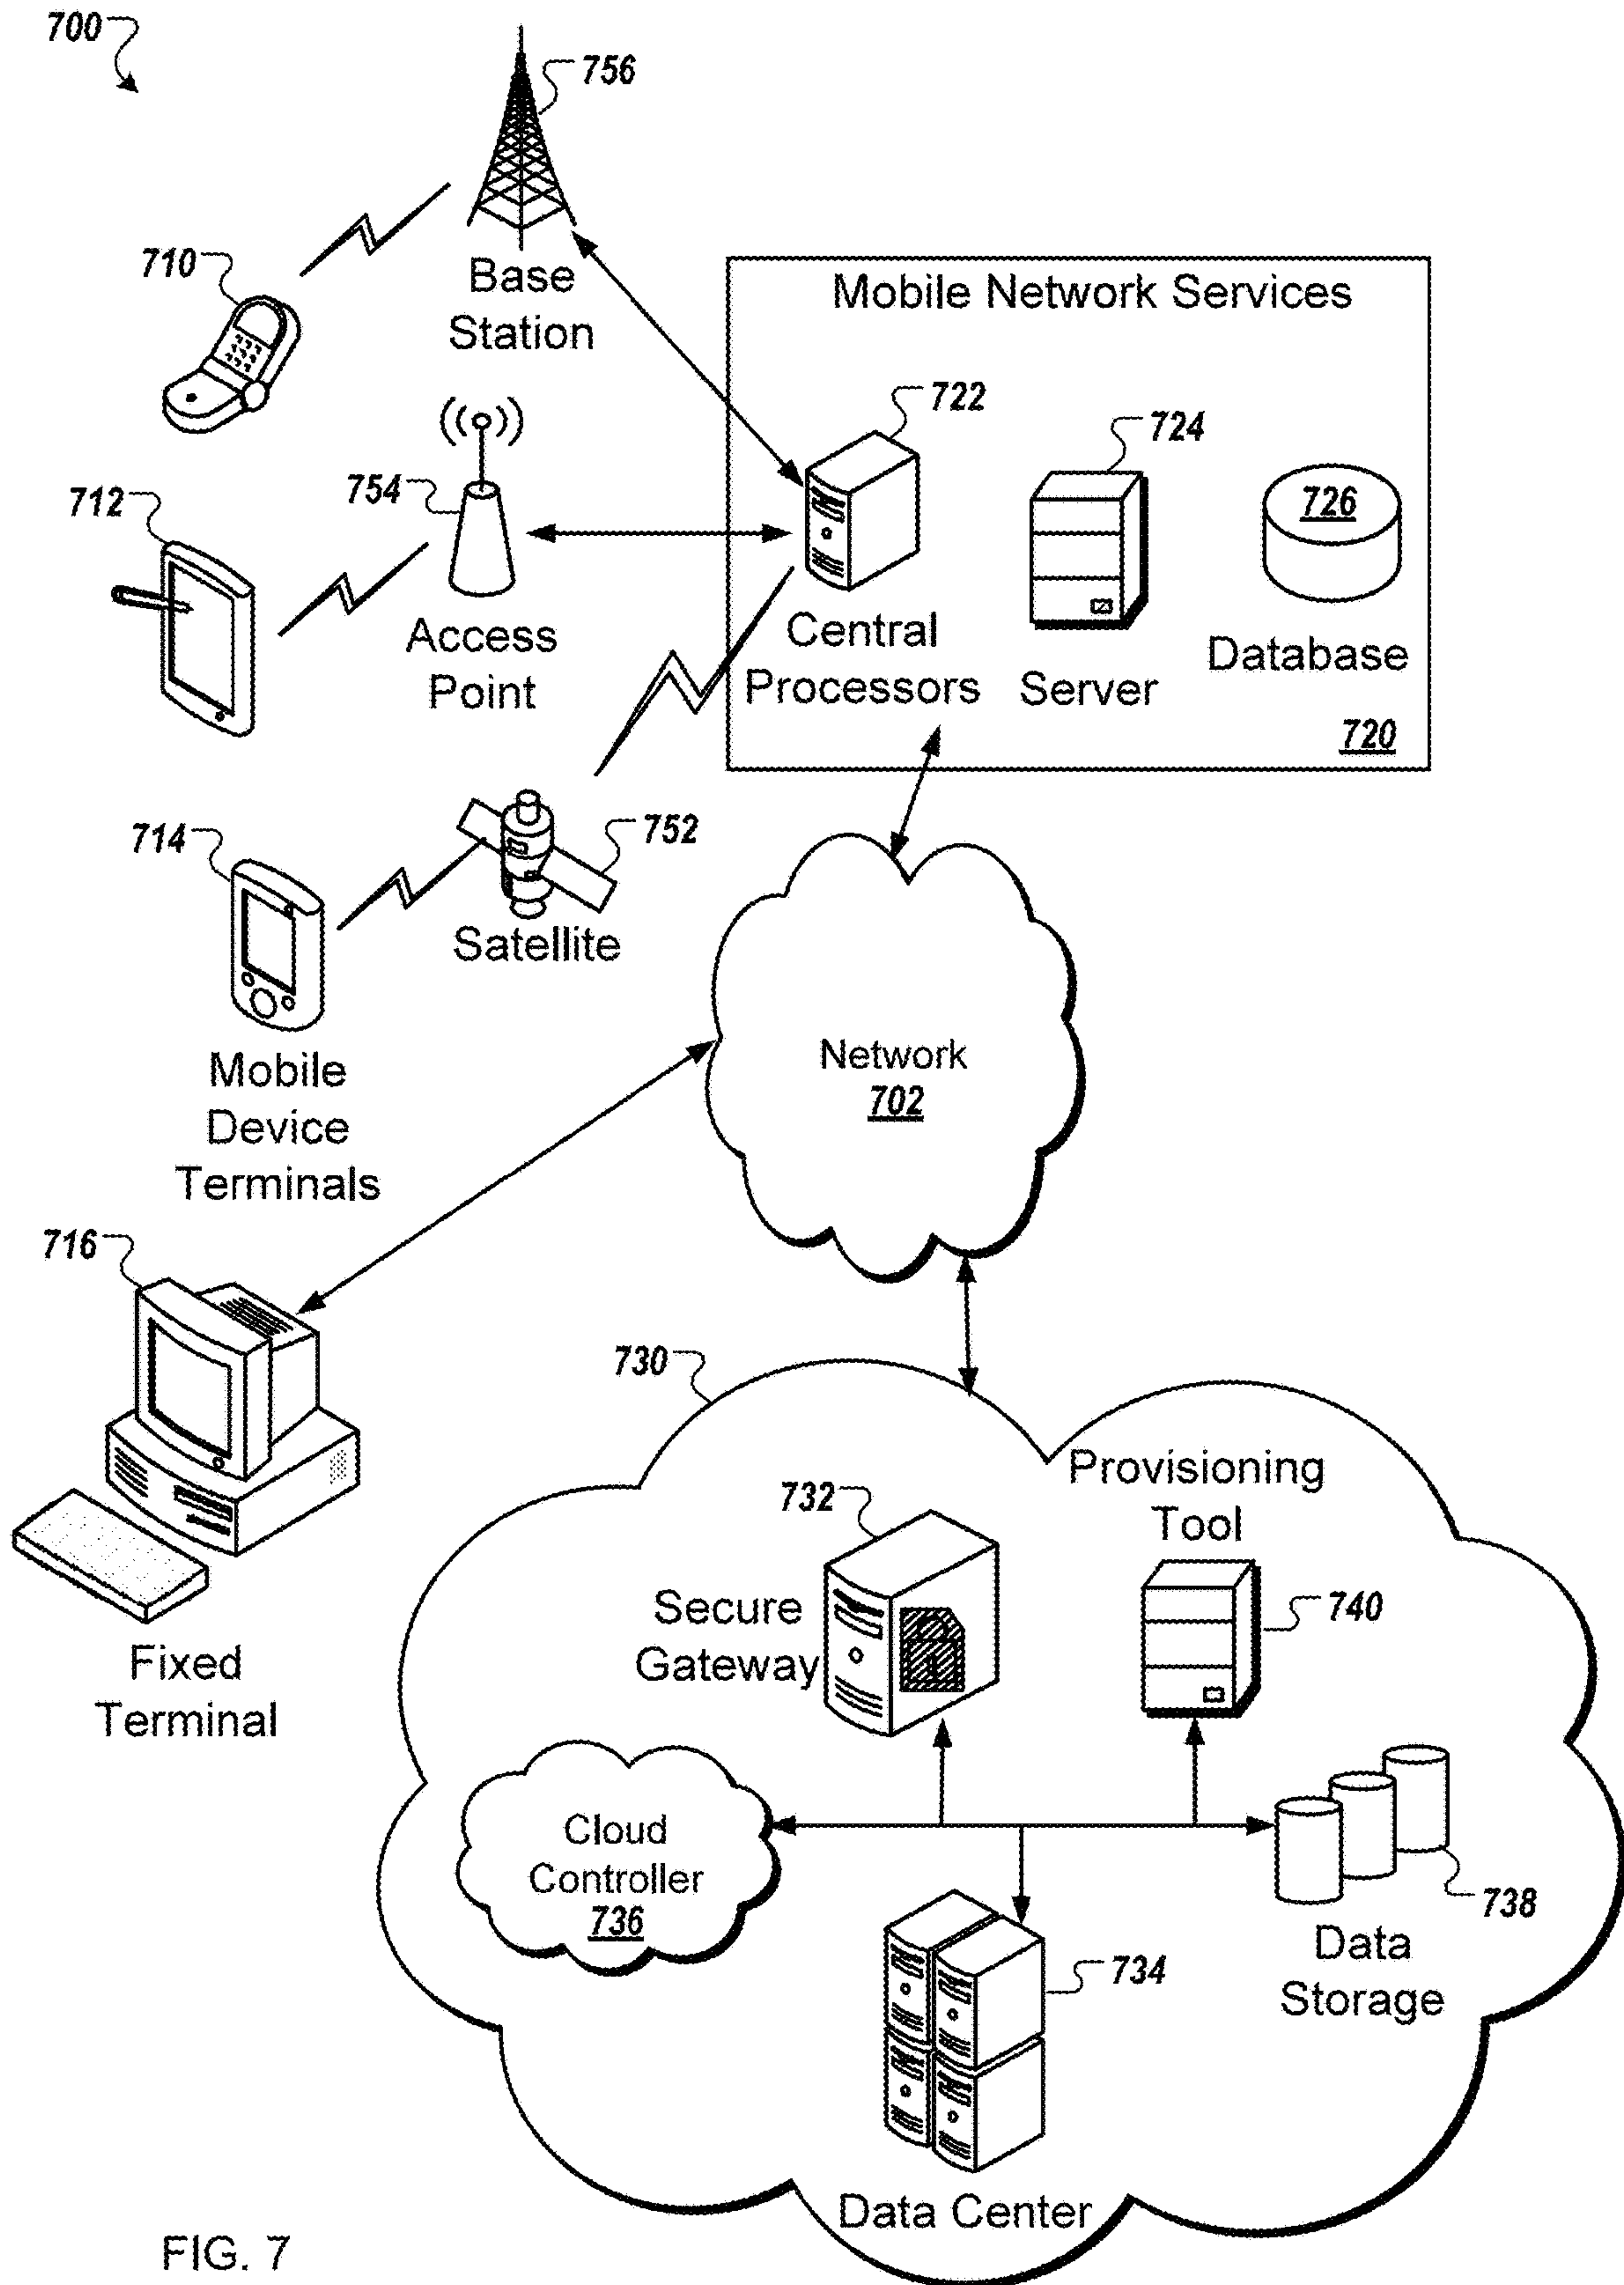 700
756
Base
Station
710
Mobile Network Services
722
724
726
754
712
Access
Point
Central
Processors
Server
Database
720
752
714
Satellite
Mobile
Device
Terminals
Network
702
716
730
Provisioning
Tool
732
740
Secure
Gateway
Fixed
Terminal
Cloud
Controller
736
738
Data
Storage
734
Data Center
FIG. 7